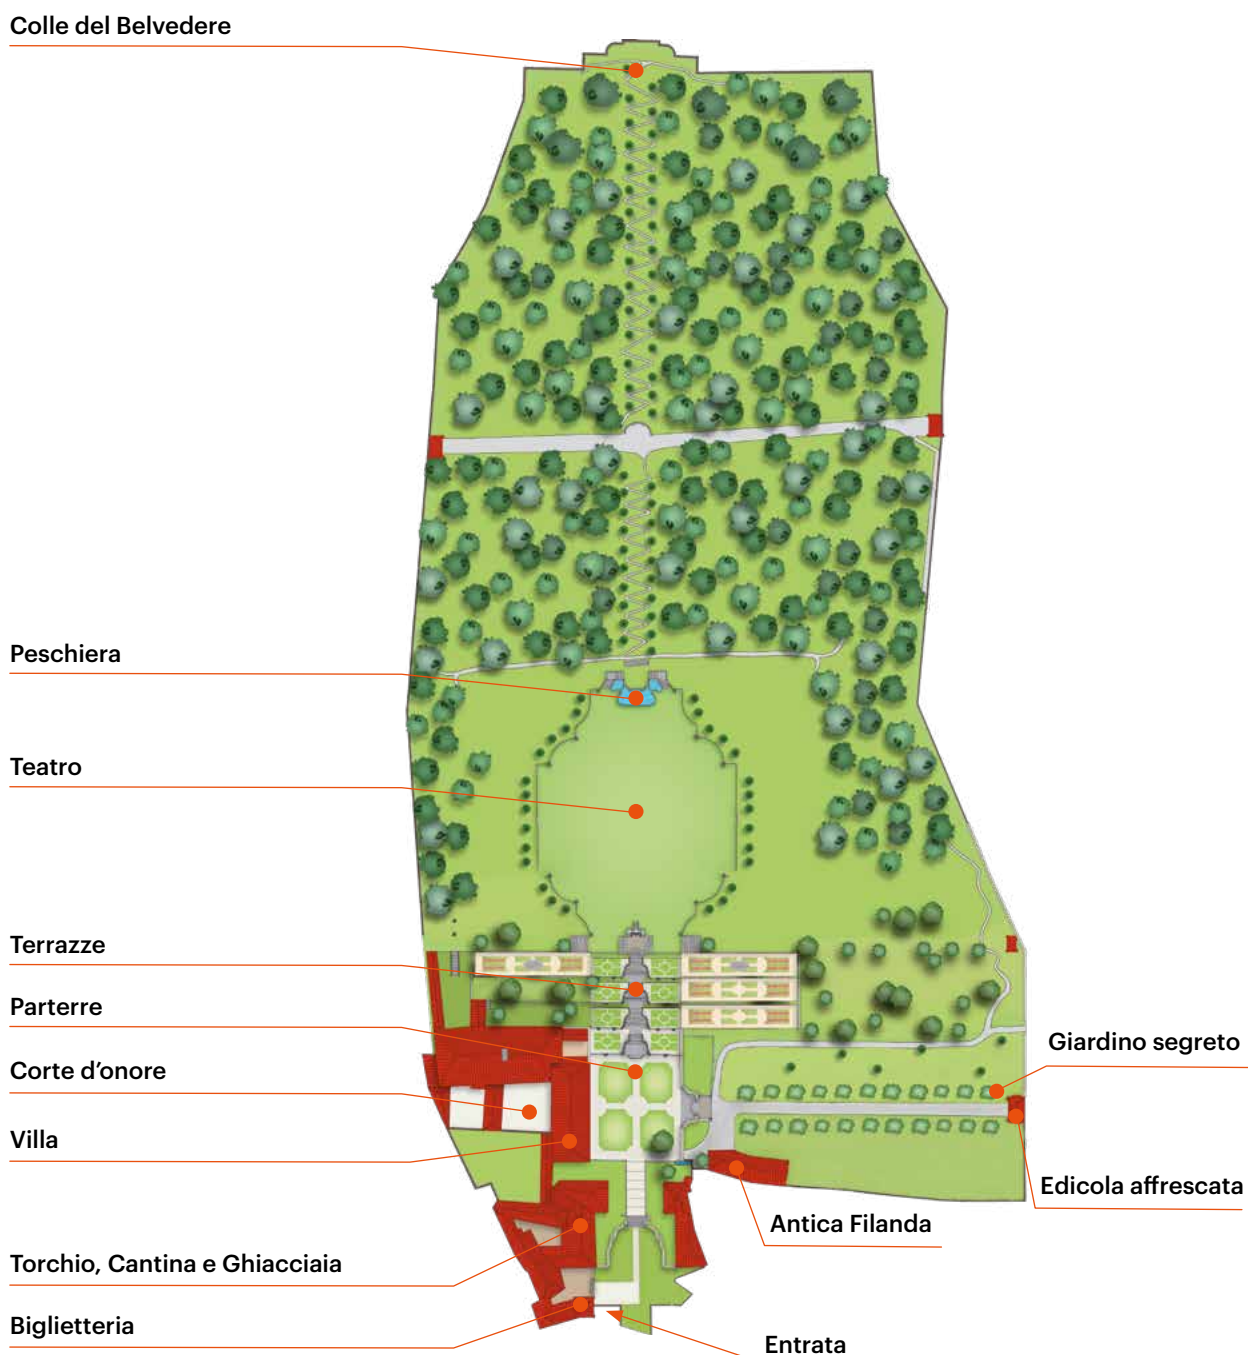 Colle del Belvedere
Peschiera
Teatro
Terrazze
Parterre
Corte d'onore
Villa
Torchio, Cantina e Ghiacciaia
Biglietteria
Giardino segreto
Edicola affrescata
Antica Filanda
Entrata